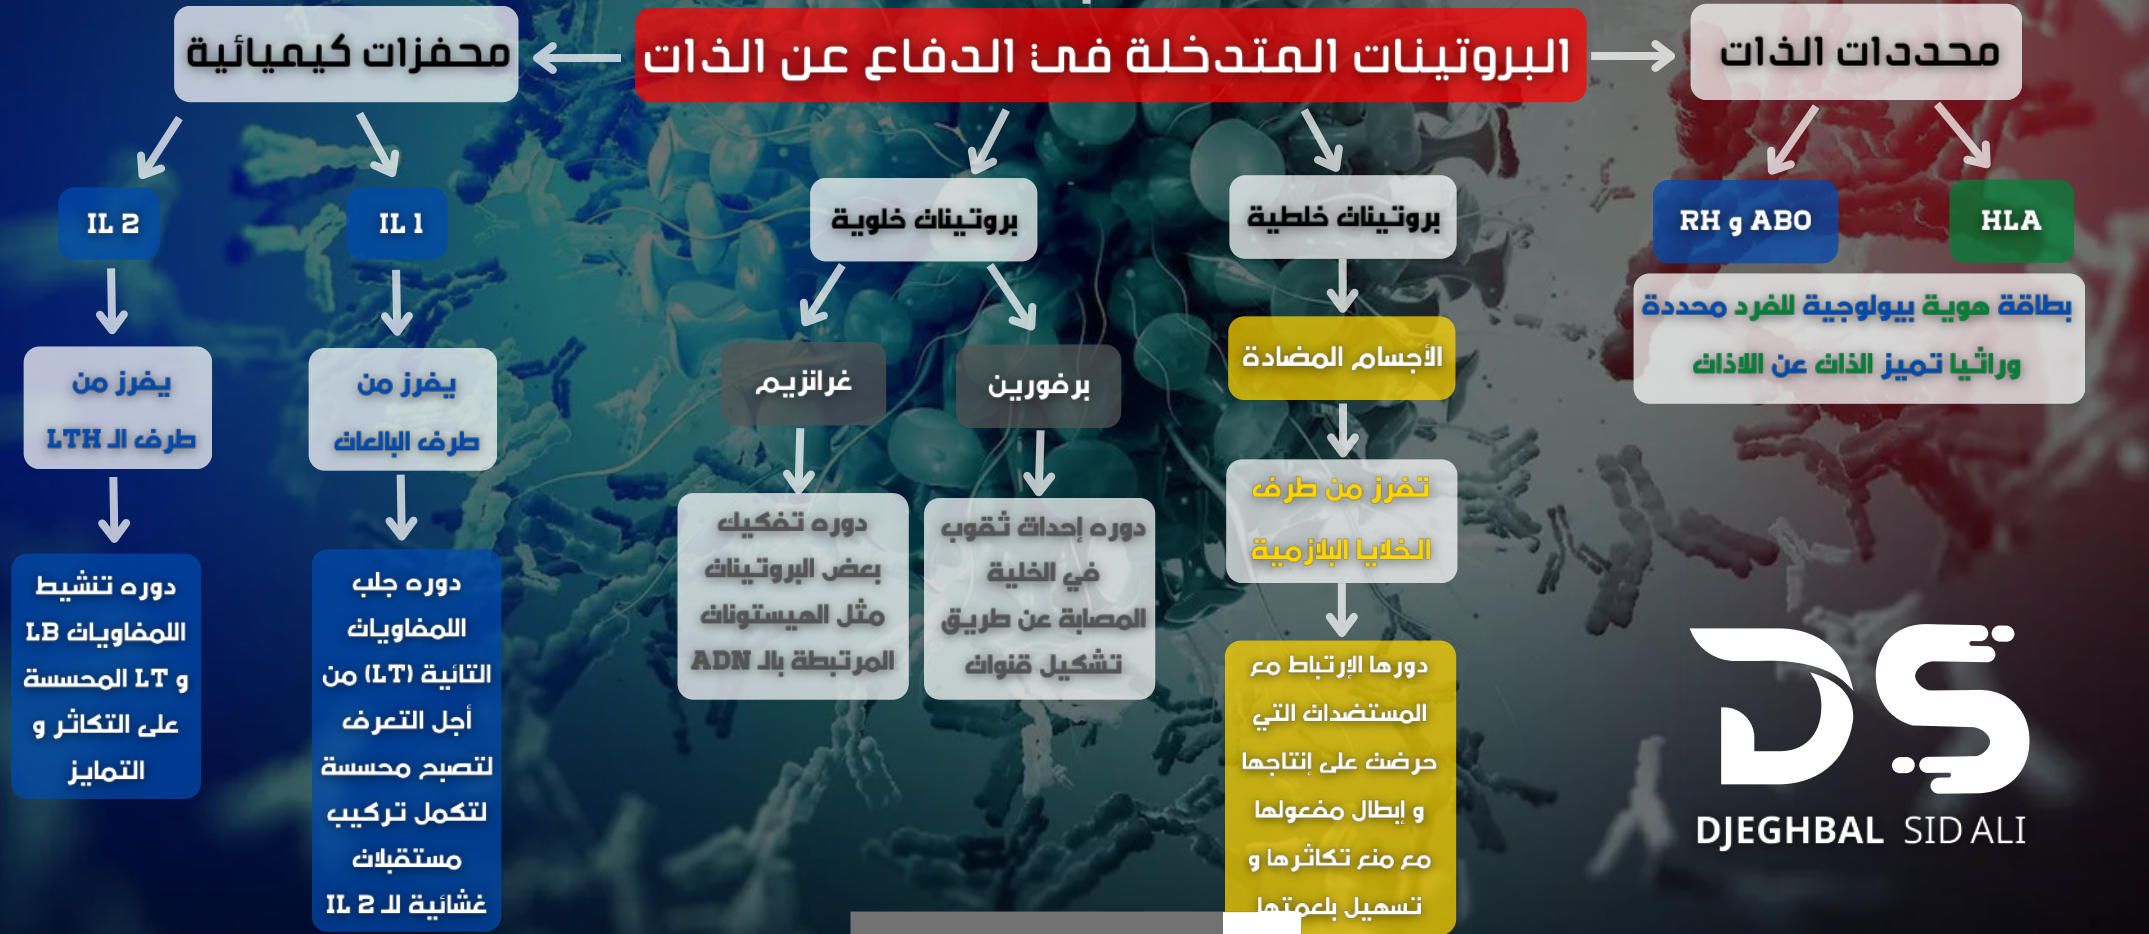 البروتينات المتدخلة في الدفاع عن الذات
محددات الذات
HLA
ABO و RH
بطاقة هوية بيولوجية للفرد محددة
وراثيا تميز الذات عن اللاذات
بروتينات خلطية
الأجسام المضادة
تفرز من طرف
الخلايا البلازمية
دورها الإرتباط مع
المستضدات التي
حرضت على إنتاجها
و إبطال مفعولها
مع منع تكاثرها و
تسهيل بلعمتها
بروتينات خلوية
برفورين
دوره إحداث ثقوب
في الخلية
المصابة عن طريق
تشكيل قنوات
غرانزيم
دوره تفكيك
بعض البروتينات
مثل الهيستونات
المرتبطة بالـ ADN
محفزات كيميائية
IL 1
يفرز من
طرف البالعات
دوره جلب
اللمفاويات
التائية (LT) من
أجل التعرف
لتصبح محسسة
لتكمل تركيب
مستقبلات
غشائية للـ IL 2
IL 2
يفرز من
طرف الـ LTH
دوره تنشيط
اللمفاويات LB
و LT المحسسة
على التكاثر و
التمايز
DS
DJEGHBAL SID ALI